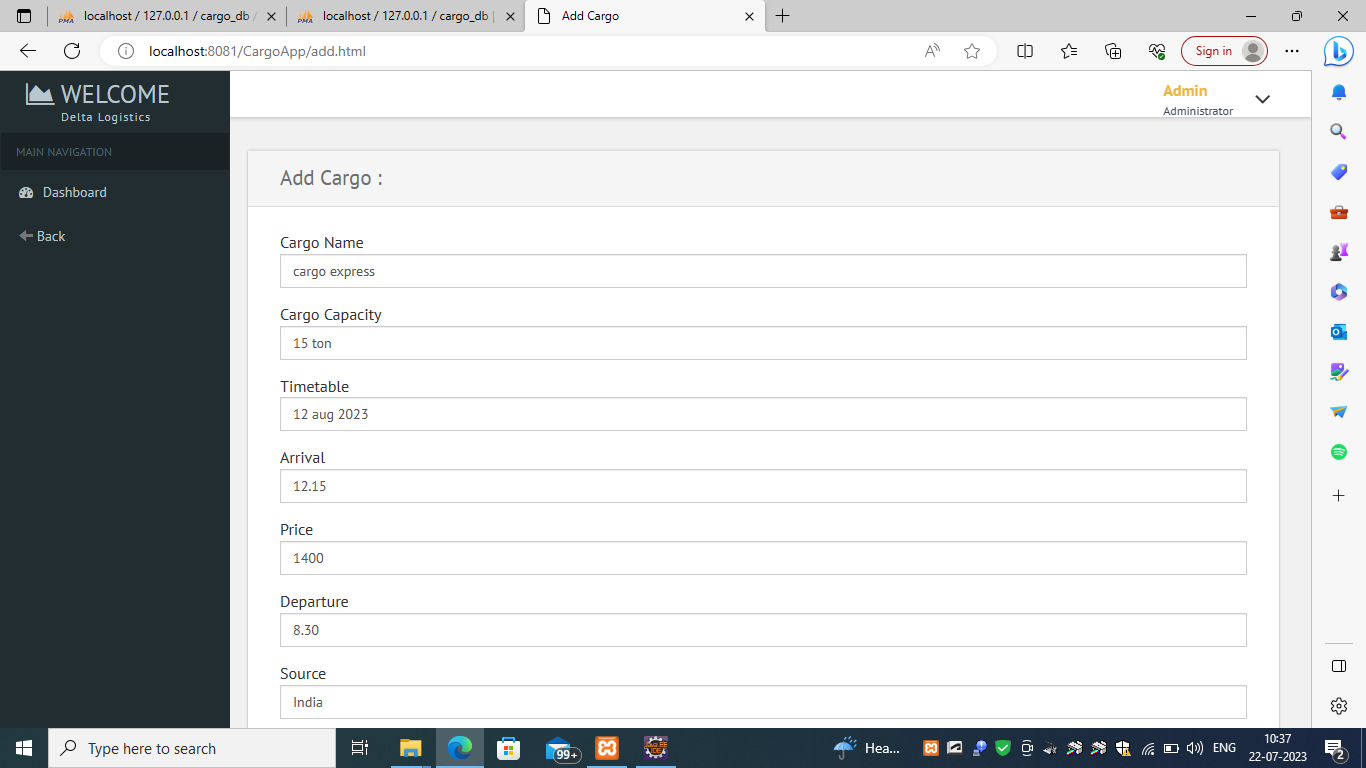 localhost / 127.0.0.1 / cargo_db /
localhost / 127.0.0.1 / cargo_db |
Add Cargo
localhost:8081/CargoApp/add.html
Sign in
WELCOME
Delta Logistics
Admin
Administrator
MAIN NAVIGATION
Dashboard
Back
Add Cargo :
Cargo Name
cargo express
Cargo Capacity
15 ton
Timetable
12 aug 2023
Arrival
12.15
Price
1400
Departure
8.30
Source
India
Type here to search
99+
Hea...
ENG
10:37
22-07-2023
2